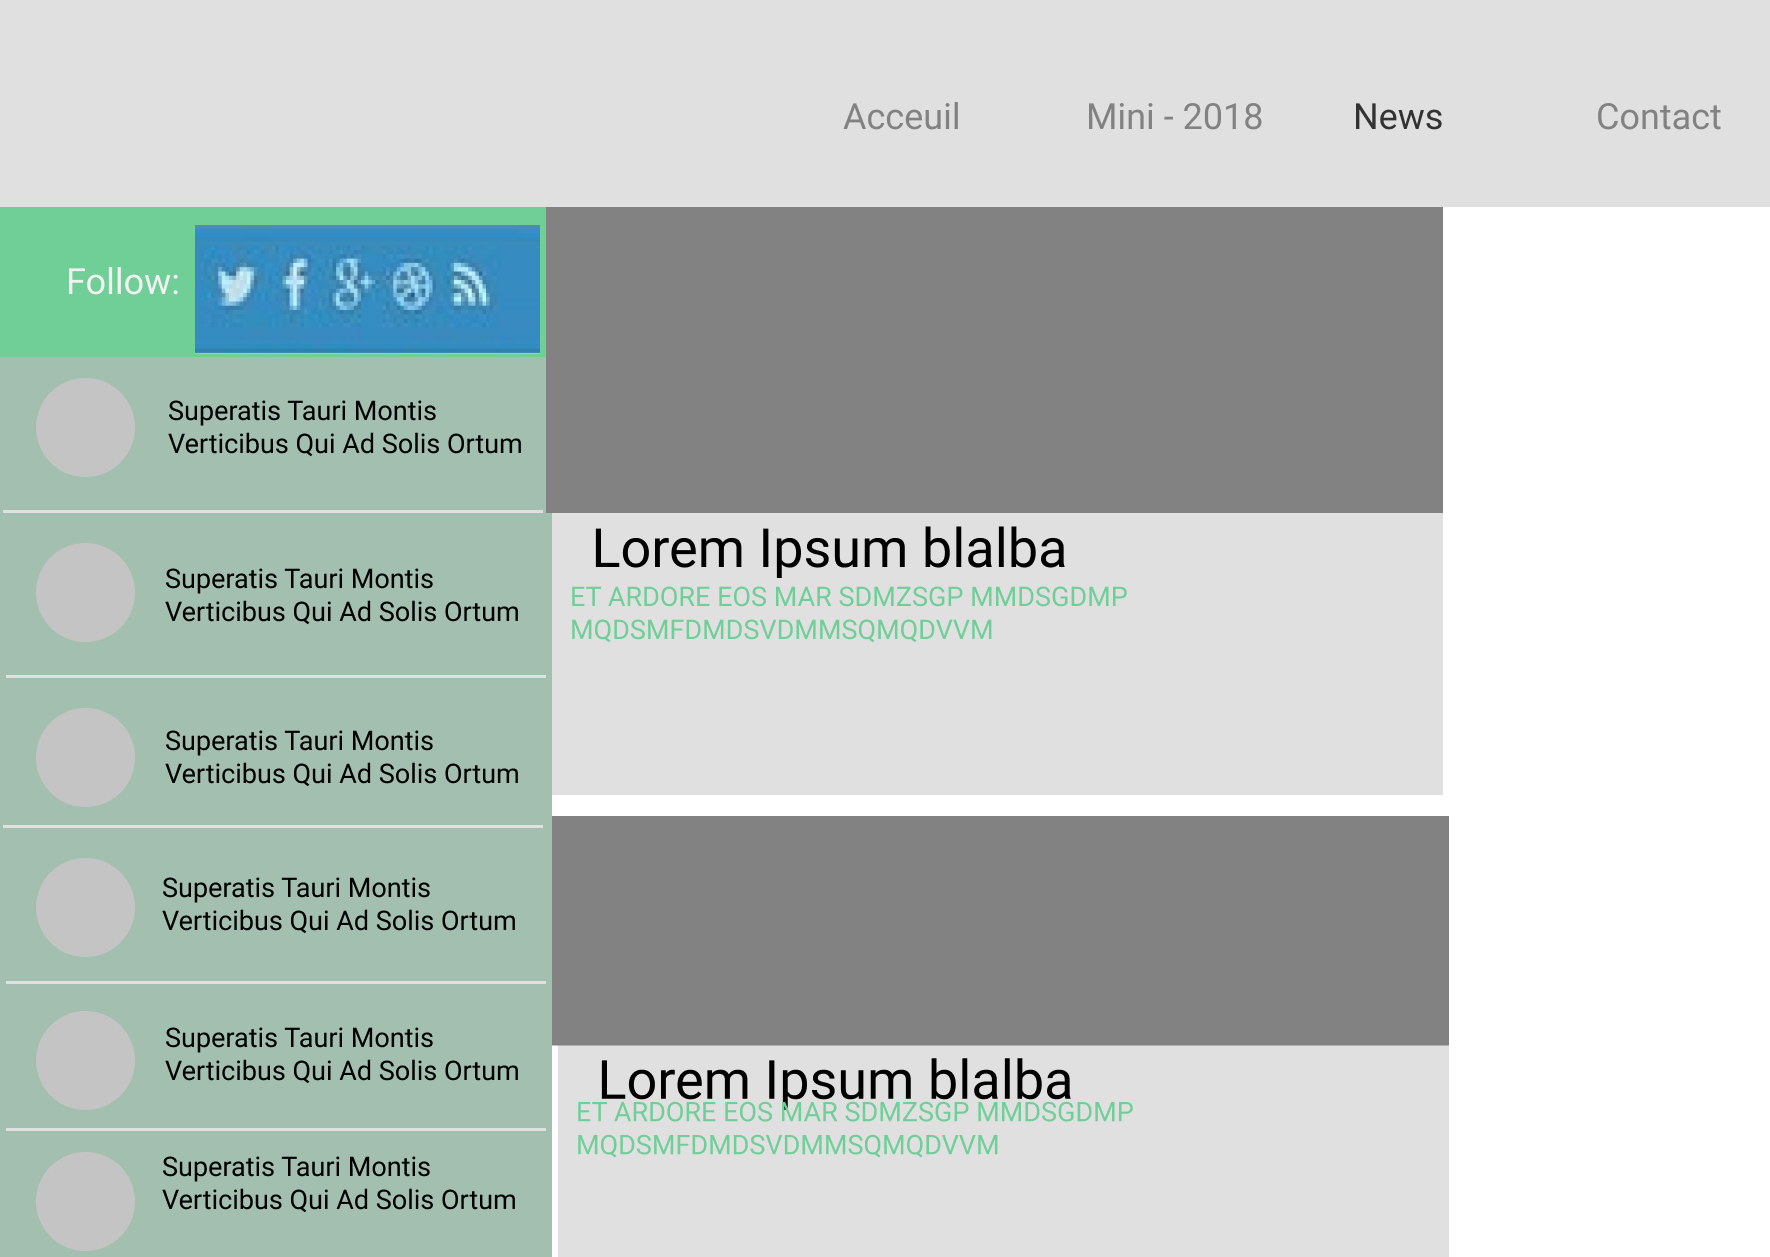 Acceuil
Mini - 2018
News
Contact
Follow:
Superatis Tauri Montis
Verticibus Qui Ad Solis Ortum
Superatis Tauri Montis
Verticibus Qui Ad Solis Ortum
Superatis Tauri Montis
Verticibus Qui Ad Solis Ortum
Superatis Tauri Montis
Verticibus Qui Ad Solis Ortum
Superatis Tauri Montis
Verticibus Qui Ad Solis Ortum
Superatis Tauri Montis
Verticibus Qui Ad Solis Ortum
Lorem Ipsum blalba
ET ARDORE EOS MAR SDMZSGP MMDSGDMP
MQDSMFDMDSVDMMSQMQDVVM
Lorem Ipsum blalba
ET ARDORE EOS MAR SDMZSGP MMDSGDMP
MQDSMFDMDSVDMMSQMQDVVM